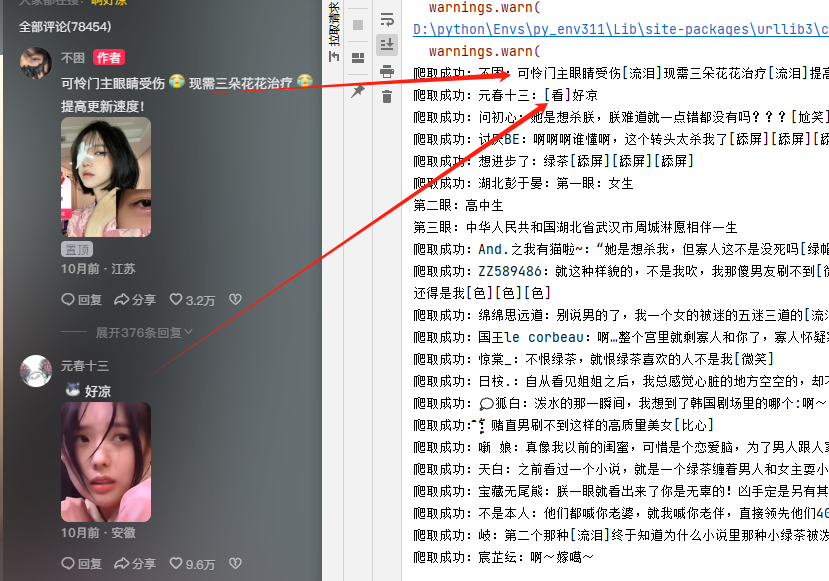 大家都在搜：啊好凉
全部评论(78454)
不困 作者
可怜门主眼睛受伤😭现需三朵花花治疗😭
提高更新速度!
置顶
10月前 · 江苏
回复 分享 3.2万
展开376条回复
元春十三
好凉
10月前 · 安徽
回复 分享 9.6万
拉取请求
warnings.warn(
D:\python\Envs\py_env311\Lib\site-packages\urllib3\c
warnings.warn(
爬取成功：不困：可怜门主眼睛受伤[流泪]现需三朵花花治疗[流泪]提高
爬取成功：元春十三：[看]好凉
爬取成功：问初心：她是想杀朕，朕难道就一点错都没有吗？？？[尬笑]
爬取成功：讨厌BE：啊啊啊谁懂啊，这个转头太杀我了[舔屏][舔屏][舔
爬取成功：想进步了：绿茶[舔屏][舔屏][舔屏]
爬取成功：湖北彭于晏：第一眼：女生
第二眼：高中生
第三眼：中华人民共和国湖北省武汉市周城淋愿相伴一生
爬取成功：And.之我有猫啦~：“她是想杀我，但寡人这不是没死吗[绿帽
爬取成功：ZZ589486：就这种样貌的，不是我吹，我那傻男友刷不到[微
还得是我[色][色][色]
爬取成功：绵绵思远道：别说男的了，我一个女的被迷的五迷三道的[流
爬取成功：国王le corbeau：啊…整个宫里就剩寡人和你了，寡人怀疑
爬取成功：惊棠_：不恨绿茶，就恨绿茶喜欢的人不是我[微笑]
爬取成功：日桉.：自从看见姐姐之后，我总感觉心脏的地方空空的，却
爬取成功：💭狐白：泼水的那一瞬间，我想到了韩国剧场里的哪个:啊～
爬取成功： 赌直男刷不到这样的高质量美女[比心]
爬取成功：噺 娘：真像我以前的闺蜜，可惜是个恋爱脑，为了男人跟人
爬取成功：天白：之前看过一个小说，就是一个绿茶缠着男人和女主耍小
爬取成功：宝藏无尾熊：朕一眼就看出来了你是无辜的！凶手定是另有其
爬取成功：不是本人：他们都喊你老婆，就我喊你老伴，直接领先他们40
爬取成功：岐：第二个那种[流泪]终于知道为什么小说里那种小绿茶被泼
爬取成功：宸芷纭：啊～嫁噶～